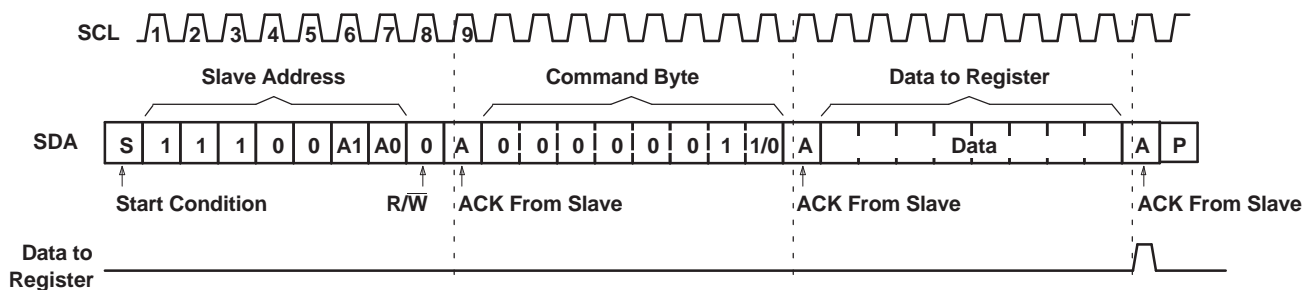 SCL 1 2 3 4 5 6 7 8 9
Slave Address Command Byte Data to Register
SDA S 1 1 1 0 0 A1 A0 0 A 0 0 0 0 0 0 1 1/0 A Data A P
Start Condition R/W̅ ACK From Slave ACK From Slave ACK From Slave
Data to
Register